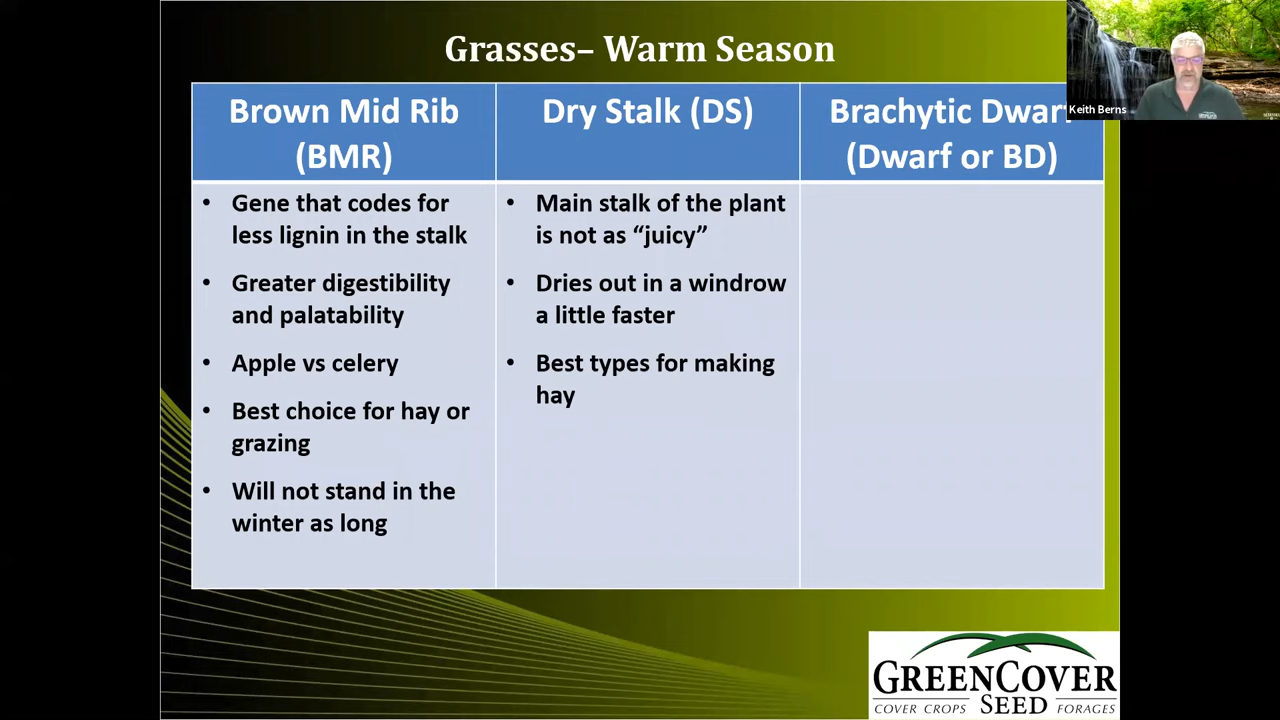 Grasses– Warm Season
Keith Berns
Brown Mid Rib
(BMR)
Dry Stalk (DS)
Brachytic Dwarf
(Dwarf or BD)
• Gene that codes for
less lignin in the stalk
• Greater digestibility
and palatability
• Apple vs celery
• Best choice for hay or
grazing
• Will not stand in the
winter as long
• Main stalk of the plant
is not as “juicy”
• Dries out in a windrow
a little faster
• Best types for making
hay
GREENCOVER
COVER CROPS SEED FORAGES